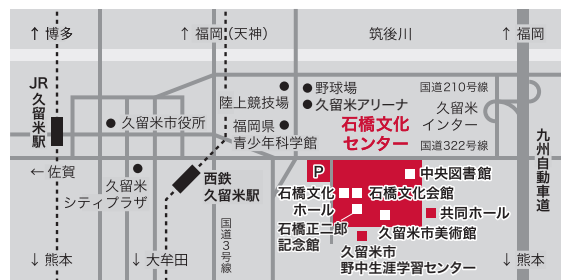 ↑ 博多
↑ 福岡（天神）
筑後川
↑ 福岡
国道210号線
野球場
陸上競技場
久留米アリーナ
久留米
インター
JR
久留米駅
久留米市役所
福岡県
青少年科学館
石橋文化
センター
国道322号線
九州自動車道
← 佐賀
P
中央図書館
久留米
シティプラザ
西鉄
久留米駅
石橋文化
ホール
石橋文化会館
共同ホール
石橋正二郎
記念館
久留米市美術館
国道3号線
久留米市
野中生涯学習センター
↓ 熊本
↓ 大牟田
↓ 熊本